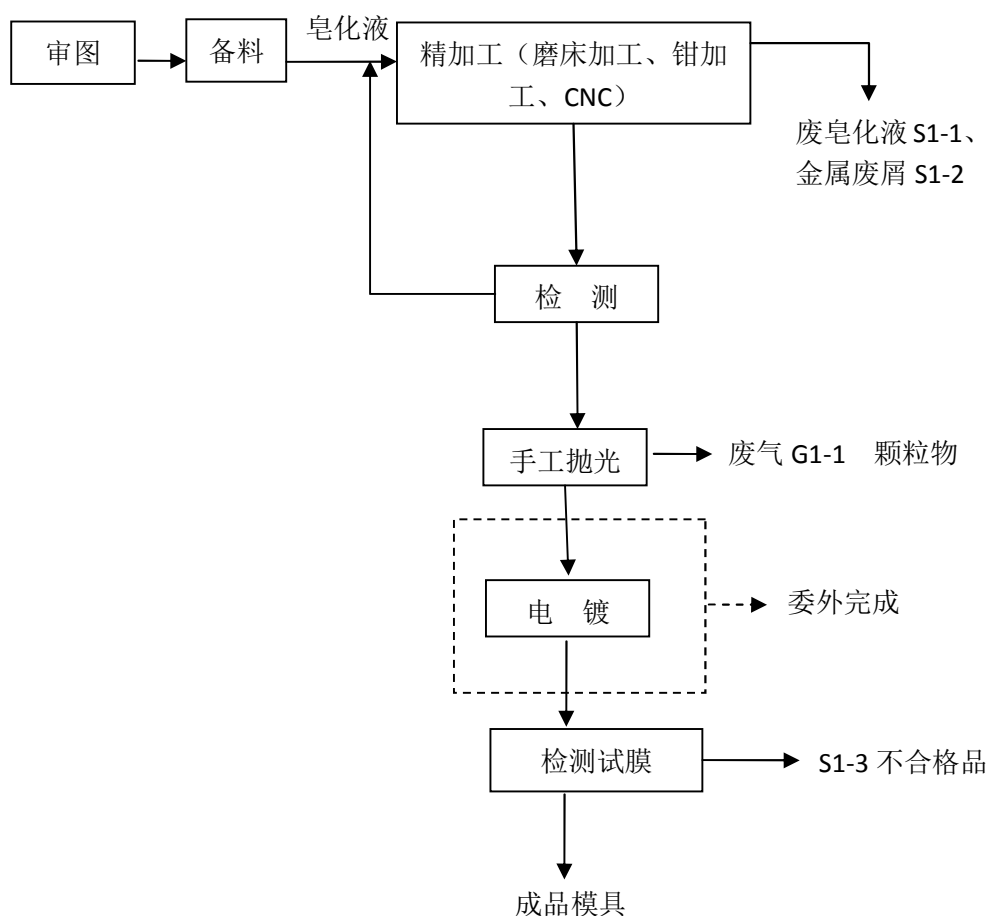 审图
备料
皂化液
精加工（磨床加工、钳加
工、CNC）
废皂化液 S1-1、
金属废屑 S1-2
检 测
手工抛光
废气 G1-1 颗粒物
电 镀
委外完成
检测试膜
S1-3 不合格品
成品模具